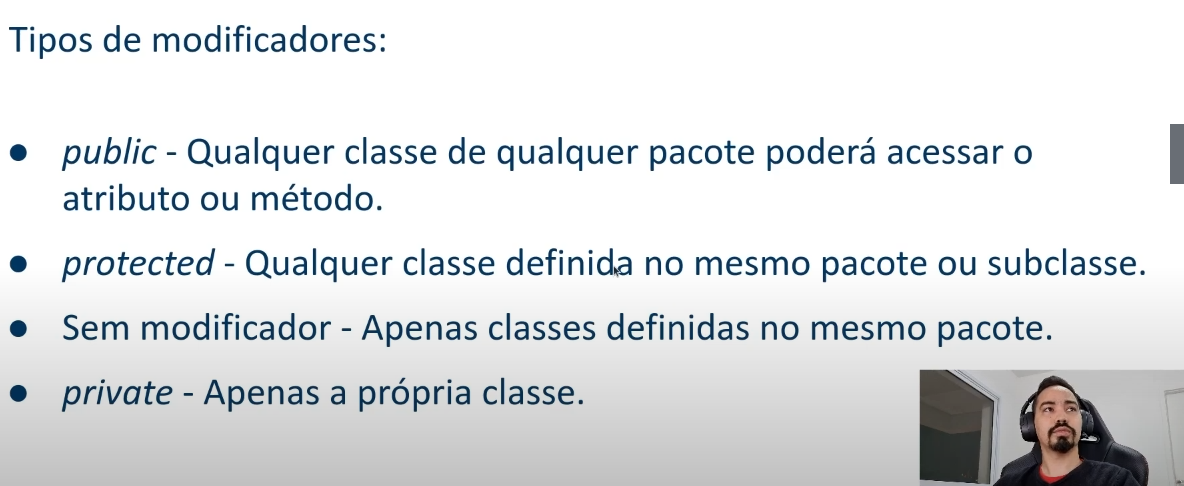 Tipos de modificadores:
● public - Qualquer classe de qualquer pacote poderá acessar o
atributo ou método.
● protected - Qualquer classe definida no mesmo pacote ou subclasse.
● Sem modificador - Apenas classes definidas no mesmo pacote.
● private - Apenas a própria classe.